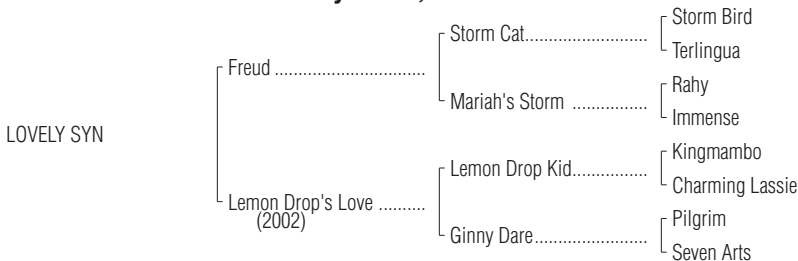 Storm Bird
Storm Cat..............................
Terlingua
Freud ...............................
Rahy
Mariah's Storm ................
Immense
LOVELY SYN
Kingmambo
Lemon Drop Kid................
Charming Lassie
Lemon Drop's Love ..........
(2002)
Pilgrim
Ginny Dare.......................
Seven Arts